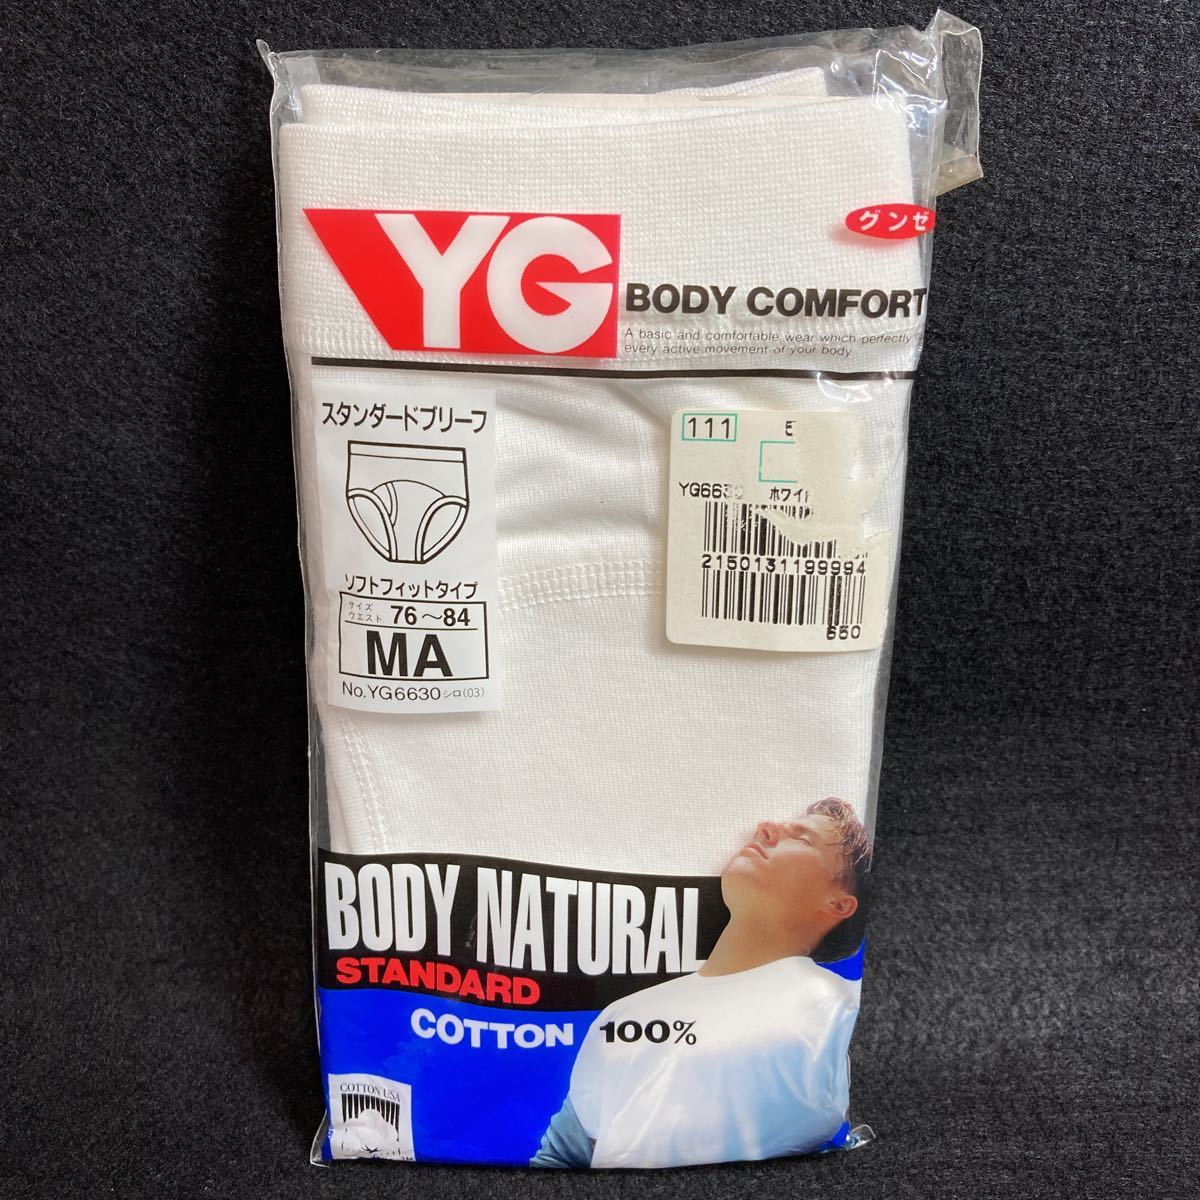 YG
グンゼ
BODY COMFORT
A basic and comfortable wear which perfectly
every active movement of your body
スタンダードブリーフ
ソフトフィットタイプ
サイズ
ウエスト 76～84
MA
No.YG6630シロ(03)
111
YG6630 ホワイト
2150131199994
650
BODY NATURAL
STANDARD
COTTON 100%
COTTON USA